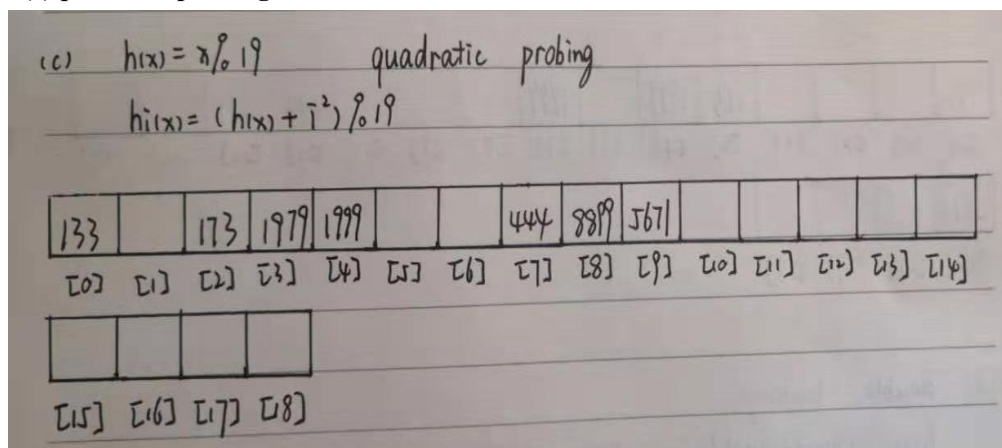 (c) h(x) = x % 19 quadratic probing
hi(x) = (h(x) + i²) % 19
133 173 1979 1999 444 8899 5671
[0] [1] [2] [3] [4] [5] [6] [7] [8] [9] [10] [11] [12] [13] [14]
[15] [16] [17] [18]